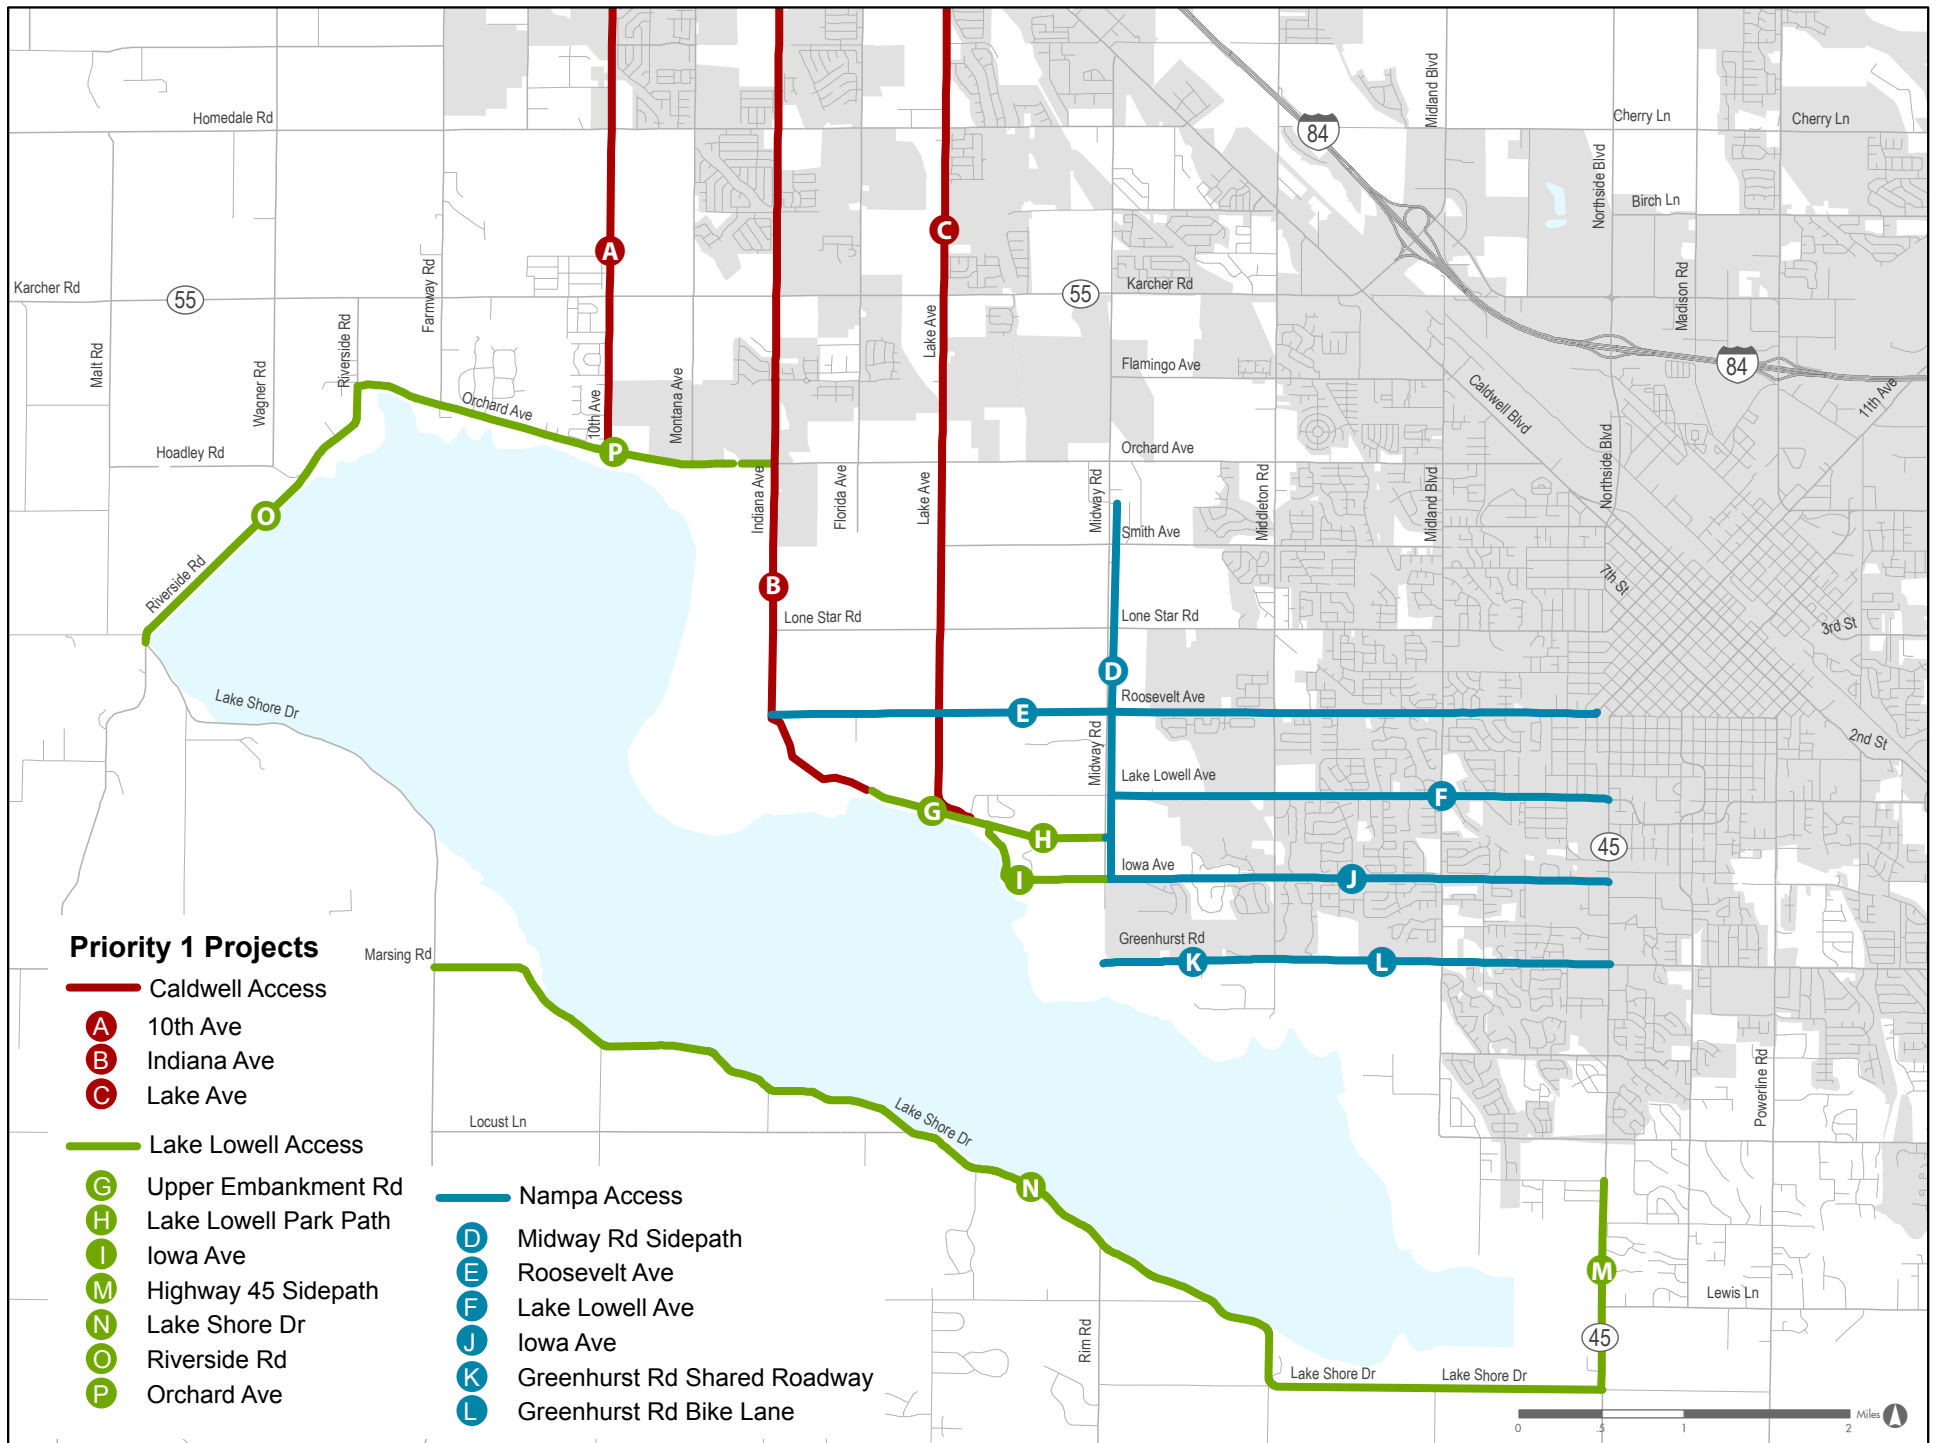 Homedale Rd
Midland Blvd
84
Cherry Ln
Cherry Ln
Northside Blvd
Birch Ln
A
C
Karcher Rd
55
Farmway Rd
55
Karcher Rd
Madison Rd
Riverside Rd
Malt Rd
Wagner Rd
Lake Ave
Flamingo Ave
84
Orchard Ave
10th Ave
Montana Ave
Caldwell Blvd
11th Ave
Hoadley Rd
P
Orchard Ave
Northside Blvd
Indiana Ave
Florida Ave
Lake Ave
Midway Rd
Middleton Rd
Midland Blvd
O
Smith Ave
Riverside Rd
B
7th St
Lone Star Rd
Lone Star Rd
3rd St
D
Lake Shore Dr
Roosevelt Ave
E
Midway Rd
2nd St
Lake Lowell Ave
F
G
H
45
Iowa Ave
I
J
Greenhurst Rd
K
L
Marsing Rd
Powerline Rd
Locust Ln
Lake Shore Dr
N
M
Lewis Ln
Rim Rd
45
Lake Shore Dr
Lake Shore Dr
Priority 1 Projects
Caldwell Access
A 10th Ave
B Indiana Ave
C Lake Ave
Lake Lowell Access
G Upper Embankment Rd
H Lake Lowell Park Path
I Iowa Ave
M Highway 45 Sidepath
N Lake Shore Dr
O Riverside Rd
P Orchard Ave
Nampa Access
D Midway Rd Sidepath
E Roosevelt Ave
F Lake Lowell Ave
J Iowa Ave
K Greenhurst Rd Shared Roadway
L Greenhurst Rd Bike Lane
Miles
0 .5 1 2